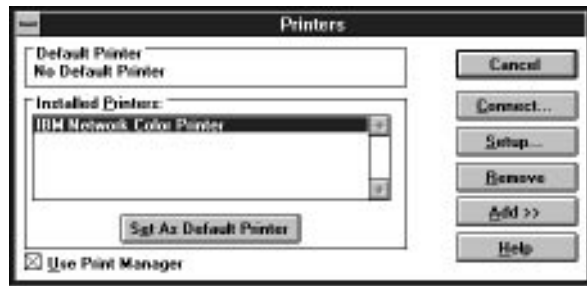 Printers
Default Printer
No Default Printer
Installed Printers:
IBM Network Color Printer
Set As Default Printer
Use Print Manager
Cancel
Connect...
Setup...
Remove
Add >>
Help